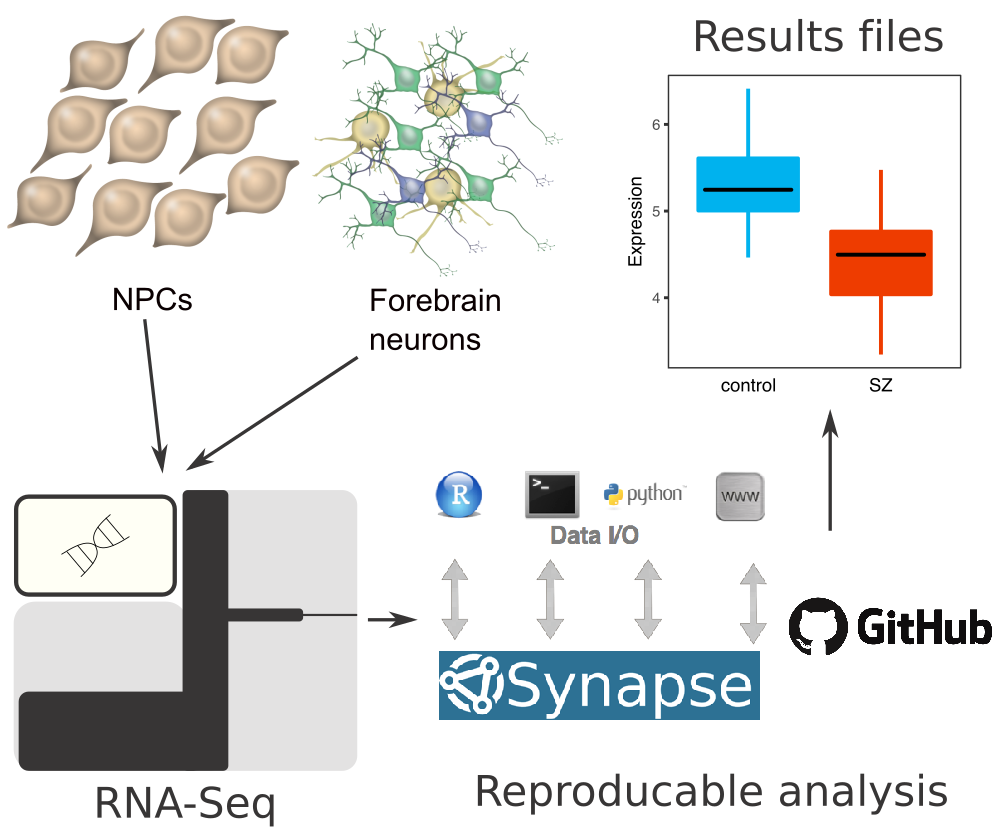 Results files
6
5
4
Expression
control
SZ
NPCs
Forebrain
neurons
R
>_
python™
www
Data I/O
GitHub
Synapse
RNA-Seq
Reproducable analysis